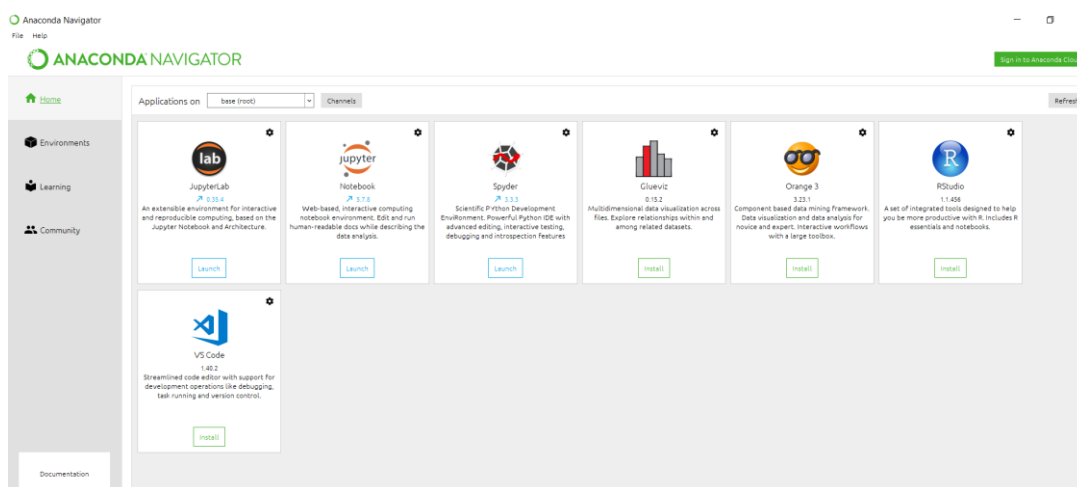 Anaconda Navigator
File Help
ANACONDA NAVIGATOR
Sign in to Anaconda Clou
Home
Environments
Learning
Community
Documentation
Applications on base (root) Channels
Refresh
lab
JupyterLab
0.35.4
An extensible environment for interactive
and reproducible computing, based on the
Jupyter Notebook and Architecture.
Launch
jupyter
Notebook
5.7.8
Web-based, interactive computing
notebook environment. Edit and run
human-readable docs while describing the
data analysis.
Launch
Spyder
3.3.3
Scientific PYthon Development
EnviRonment. Powerful Python IDE with
advanced editing, interactive testing,
debugging and introspection features
Launch
Glueviz
0.15.2
Multidimensional data visualization across
files. Explore relationships within and
among related datasets.
Install
Orange 3
3.23.1
Component based data mining framework.
Data visualization and data analysis for
novice and expert. Interactive workflows
with a large toolbox.
Install
R
RStudio
1.1.456
A set of integrated tools designed to help
you be more productive with R. Includes R
essentials and notebooks.
Install
VS Code
1.40.2
Streamlined code editor with support for
development operations like debugging,
task running and version control.
Install